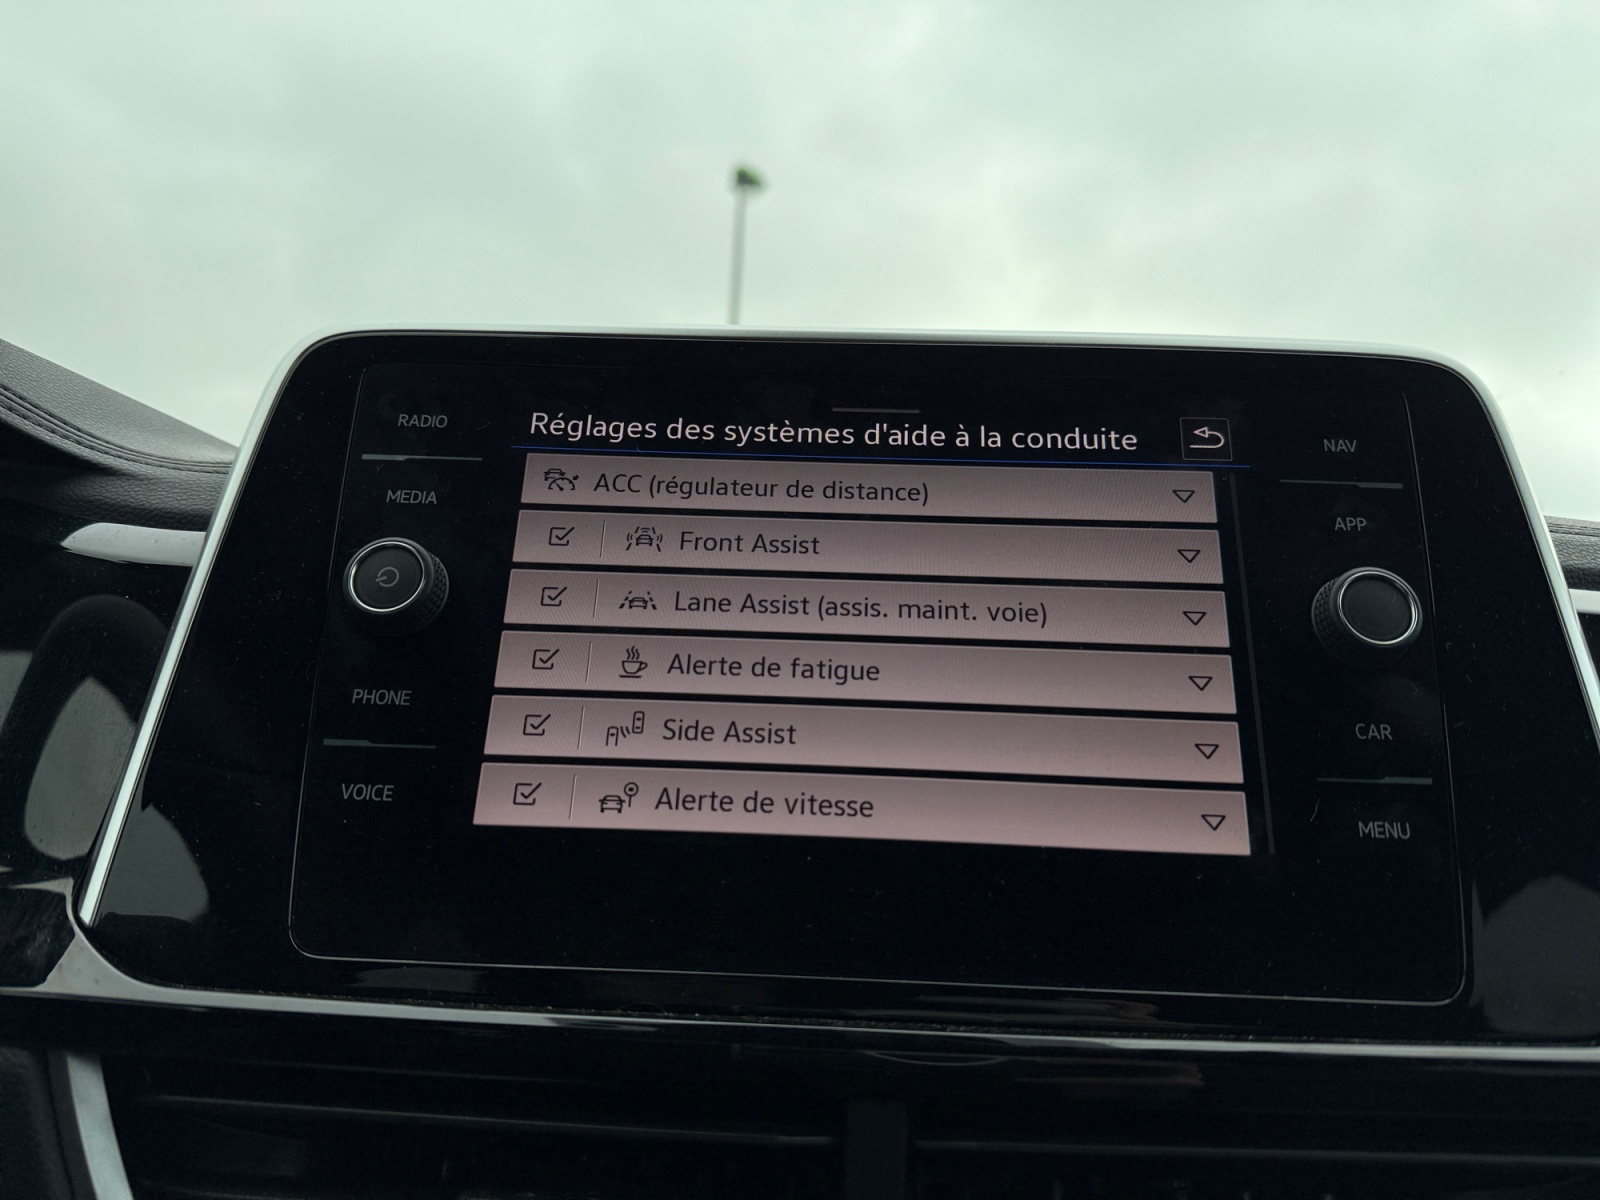 RADIO
MEDIA
PHONE
VOICE
Réglages des systèmes d'aide à la conduite
ACC (régulateur de distance)
Front Assist
Lane Assist (assis. maint. voie)
Alerte de fatigue
Side Assist
Alerte de vitesse
NAV
APP
CAR
MENU